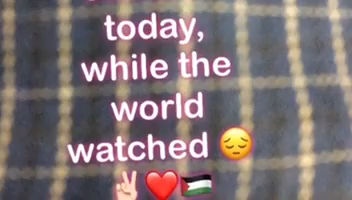 today,
while the
world
watched 😔
✌🏻❤️🇵🇸